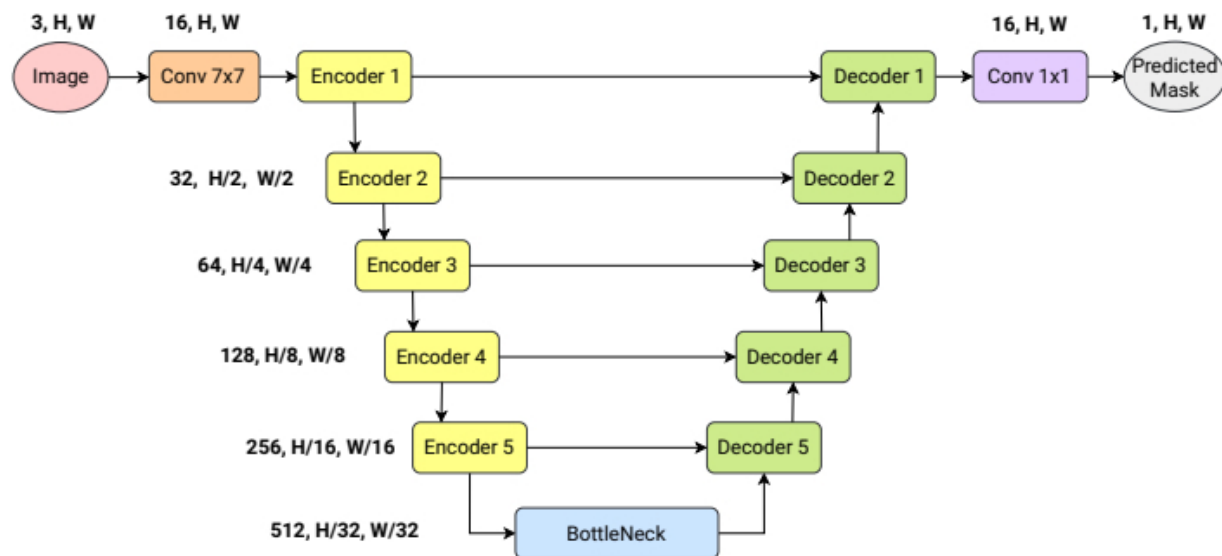 3, H, W
16, H, W
16, H, W
1, H, W
Image
Conv 7x7
Encoder 1
Decoder 1
Conv 1x1
Predicted
Mask
32,  H/2,  W/2
Encoder 2
Decoder 2
64, H/4, W/4
Encoder 3
Decoder 3
128, H/8, W/8
Encoder 4
Decoder 4
256, H/16, W/16
Encoder 5
Decoder 5
512, H/32, W/32
BottleNeck